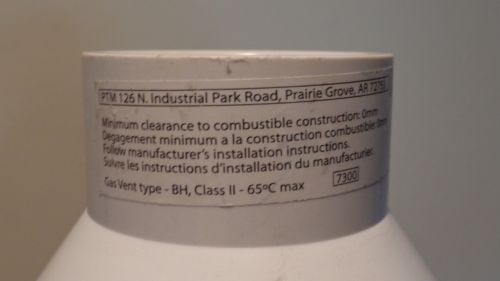 PTM 126 N. Industrial Park Road, Prairie Grove, AR 72753
Minimum clearance to combustible construction: 0mm
Degagement minimum a la construction combustible: 0mm
Follow manufacturer's installation instructions.
Suivre les instructions d'installation du manufacturier.
Gas Vent type - BH, Class II - 65ºC max
7300